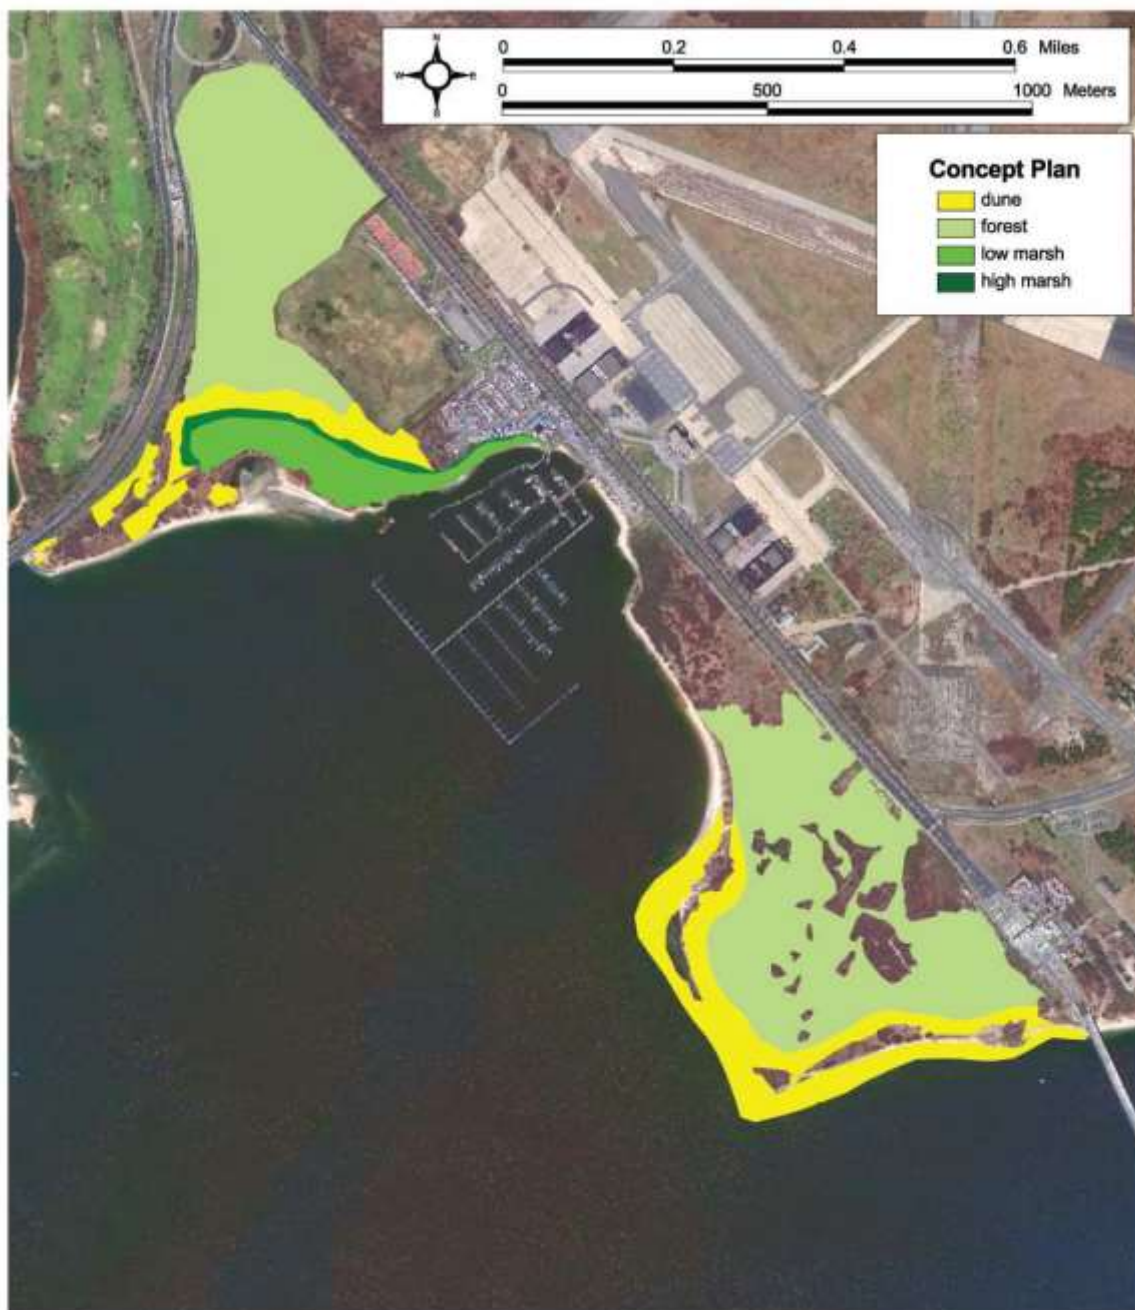 N
W E
S
0 0.2 0.4 0.6 Miles
0 500 1000 Meters
Concept Plan
dune
forest
low marsh
high marsh